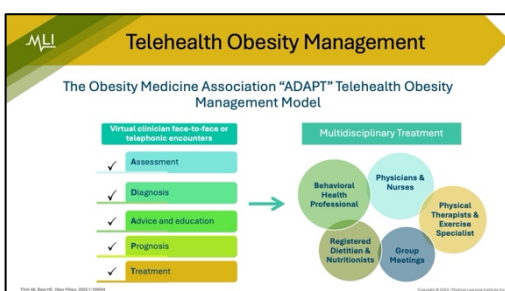 MLI
Telehealth Obesity Management
The Obesity Medicine Association “ADAPT” Telehealth Obesity
Management Model
Virtual clinician face-to-face or
telephonic encounters
✓ Assessment
✓ Diagnosis
✓ Advice and education
✓ Prognosis
✓ Treatment
Multidisciplinary Treatment
Behavioral
Health
Professional
Physicians &
Nurses
Physical
Therapists &
Exercise
Specialist
Registered
Dietitian &
Nutritionists
Group
Meetings